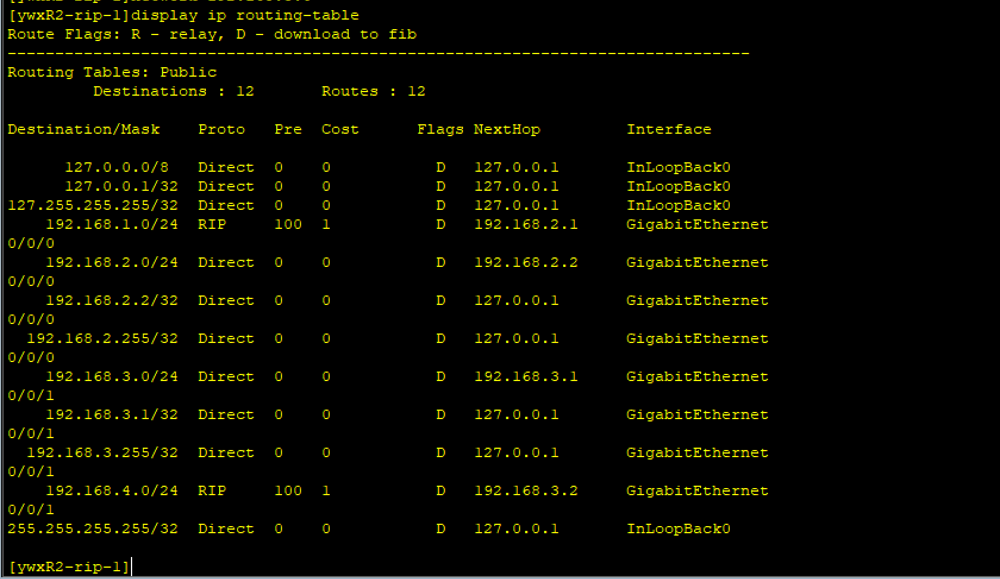 [ywxR2-rip-1]display ip routing-table
Route Flags: R - relay, D - download to fib
------------------------------------------------------------------------------
Routing Tables: Public
         Destinations : 12       Routes : 12

Destination/Mask    Proto   Pre  Cost      Flags NextHop         Interface

      127.0.0.0/8   Direct  0    0           D   127.0.0.1       InLoopBack0
      127.0.0.1/32  Direct  0    0           D   127.0.0.1       InLoopBack0
127.255.255.255/32  Direct  0    0           D   127.0.0.1       InLoopBack0
    192.168.1.0/24  RIP     100  1           D   192.168.2.1     GigabitEthernet
0/0/0
    192.168.2.0/24  Direct  0    0           D   192.168.2.2     GigabitEthernet
0/0/0
    192.168.2.2/32  Direct  0    0           D   127.0.0.1       GigabitEthernet
0/0/0
  192.168.2.255/32  Direct  0    0           D   127.0.0.1       GigabitEthernet
0/0/0
    192.168.3.0/24  Direct  0    0           D   192.168.3.1     GigabitEthernet
0/0/1
    192.168.3.1/32  Direct  0    0           D   127.0.0.1       GigabitEthernet
0/0/1
  192.168.3.255/32  Direct  0    0           D   127.0.0.1       GigabitEthernet
0/0/1
    192.168.4.0/24  RIP     100  1           D   192.168.3.2     GigabitEthernet
0/0/1
255.255.255.255/32  Direct  0    0           D   127.0.0.1       InLoopBack0

[ywxR2-rip-1]